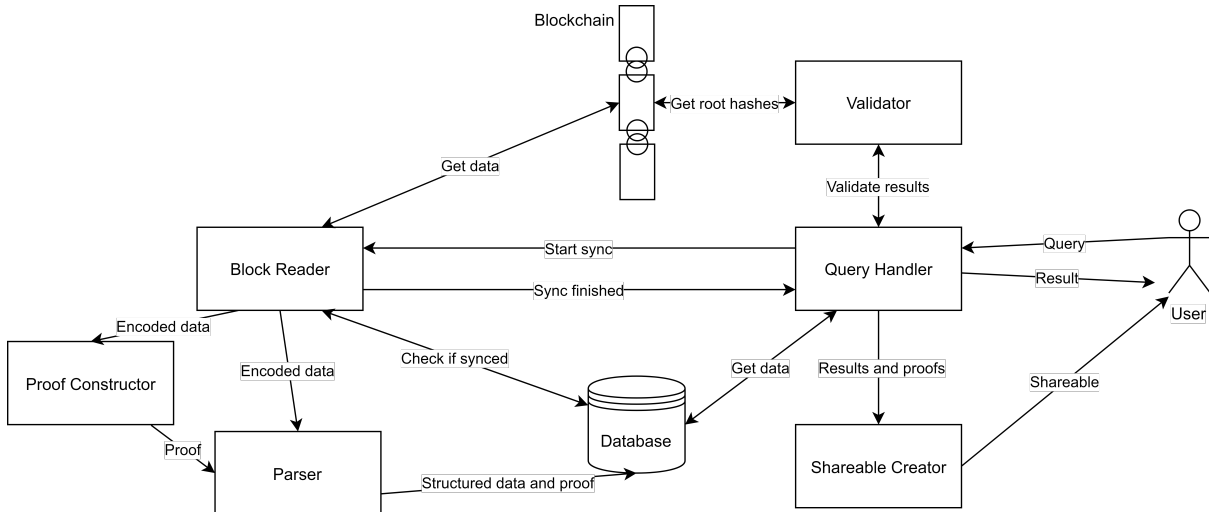 Blockchain
Get root hashes
Validator
Get data
Validate results
Block Reader
Start sync
Sync finished
Query Handler
Query
Result
User
Encoded data
Proof Constructor
Encoded data
Check if synced
Get data
Results and proofs
Shareable
Proof
Parser
Structured data and proof
Database
Shareable Creator